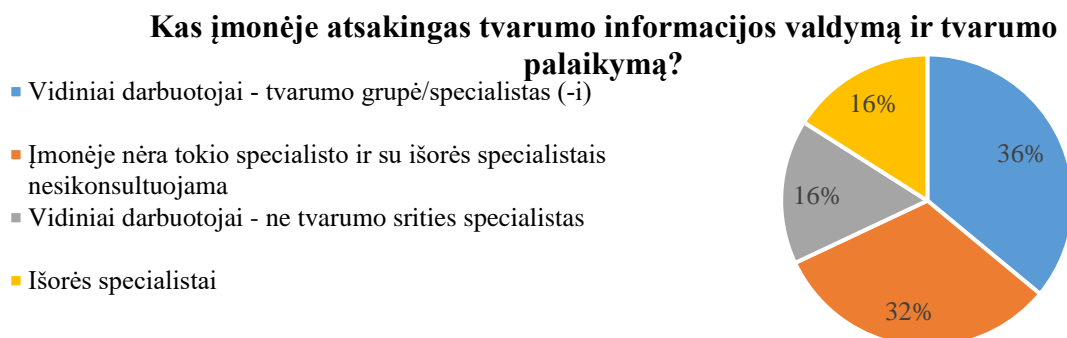 Kas įmonėje atsakingas tvarumo informacijos valdymą ir tvarumo
palaikymą?
Vidiniai darbuotojai - tvarumo grupė/specialistas (-i)
Įmonėje nėra tokio specialisto ir su išorės specialistais
nesikonsultuojama
Vidiniai darbuotojai - ne tvarumo srities specialistas
Išorės specialistai
16%
36%
16%
32%